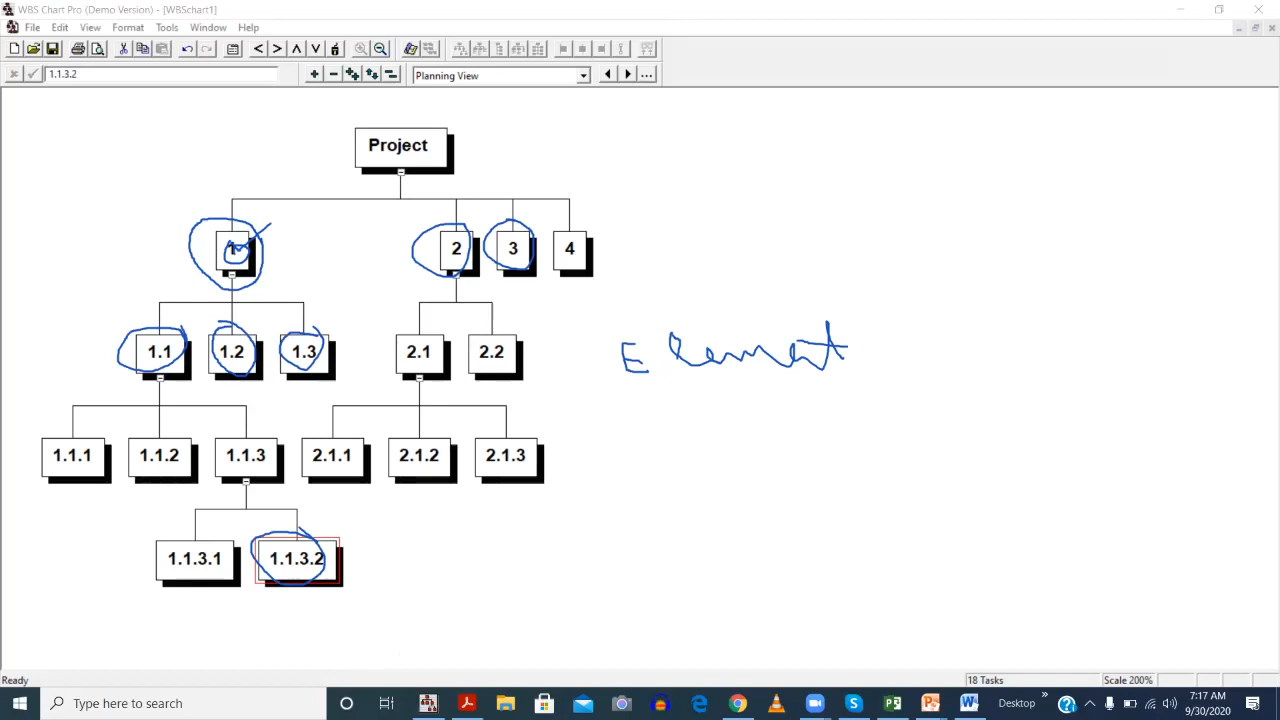 WBS Chart Pro (Demo Version) - [WBSchart1]
File Edit View Format Tools Window Help
1.1.3.2 Planning View
Project
1 2 3 4
1.1 1.2 1.3 2.1 2.2
Element
1.1.1 1.1.2 1.1.3 2.1.1 2.1.2 2.1.3
1.1.3.1 1.1.3.2
Ready 18 Tasks Scale 200%
Type here to search Desktop 7:17 AM
9/30/2020